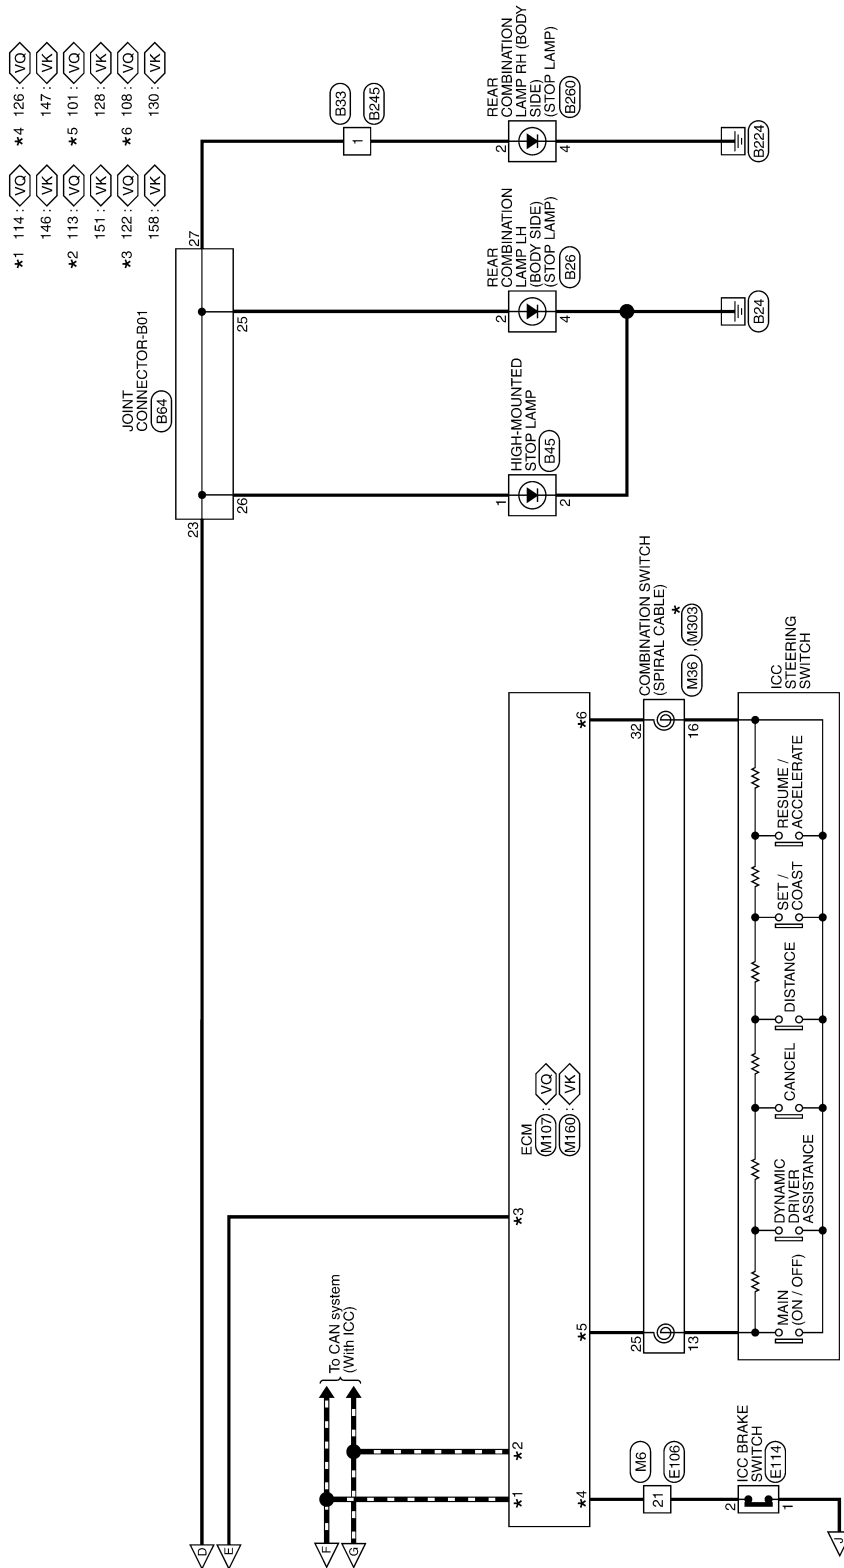 *1 114 : VQ
146 : VK
*2 113 : VQ
151 : VK
*3 122 : VQ
158 : VK
*4 126 : VQ
147 : VK
*5 101 : VQ
128 : VK
*6 108 : VQ
130 : VK
JOINT
CONNECTOR-B01
B64
23
26
25
27
1
B33
B245
HIGH-MOUNTED
STOP LAMP
B45
1
2
REAR
COMBINATION
LAMP LH
(BODY SIDE)
(STOP LAMP)
B26
2
4
REAR
COMBINATION
LAMP RH (BODY
SIDE)
(STOP LAMP)
B260
2
4
B24
B224
D
E
F
G
To CAN system
(With ICC)
*1
*2
*3
ECM
M107 : VQ
M160 : VK
*4
*5
*6
21
M6
E106
25
32
13
16
COMBINATION SWITCH
(SPIRAL CABLE)
*
M36 , M303
2
1
ICC BRAKE
SWITCH
E114
J
ICC
STEERING
SWITCH
MAIN
(ON / OFF)
DYNAMIC
DRIVER
ASSISTANCE
CANCEL
DISTANCE
SET /
COAST
RESUME /
ACCELERATE